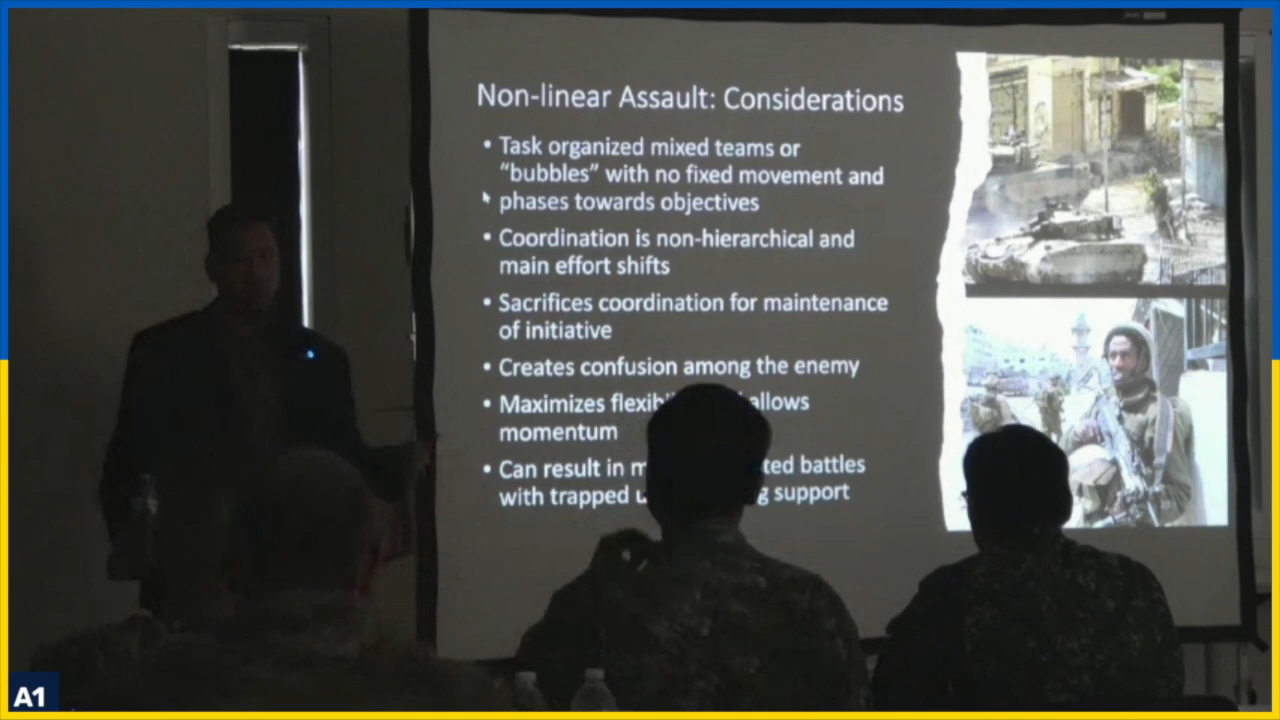 Non-linear Assault: Considerations
• Task organized mixed teams or
“bubbles” with no fixed movement and
phases towards objectives
• Coordination is non-hierarchical and
main effort shifts
• Sacrifices coordination for maintenance
of initiative
• Creates confusion among the enemy
• Maximizes allows
momentum
• Can result in battles
with trapped support
A1